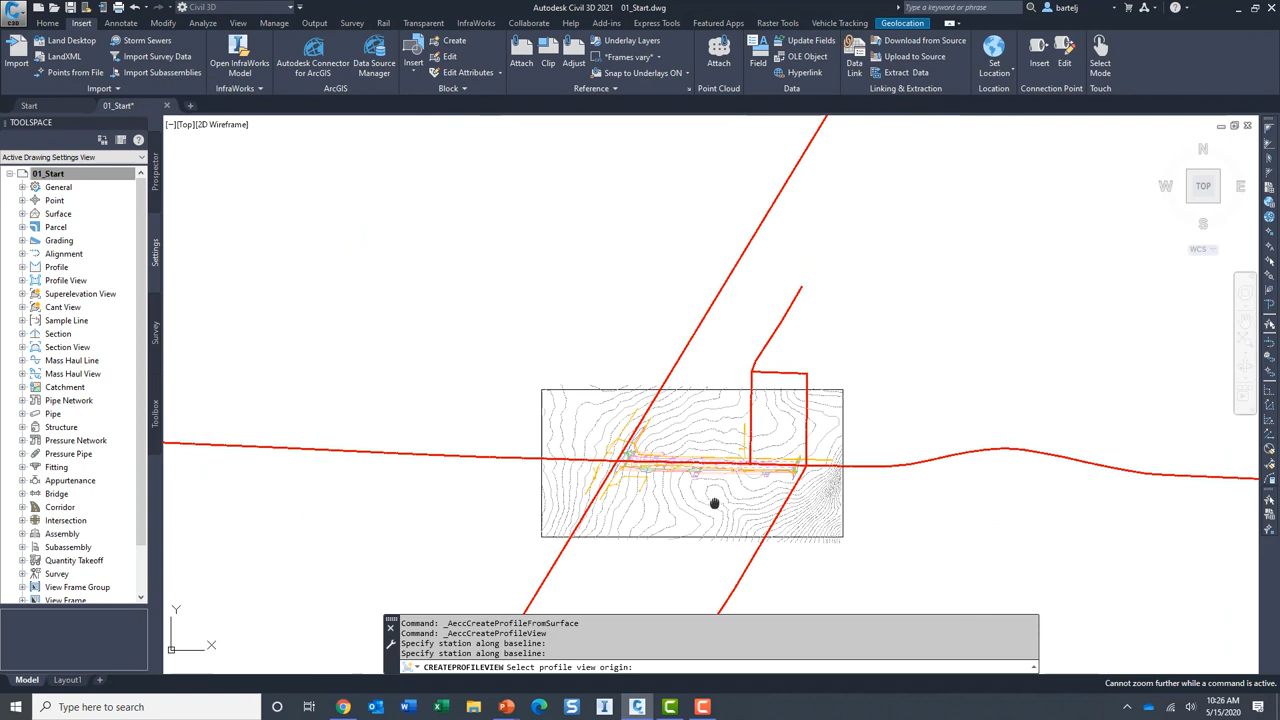 C3D
Civil 3D
Autodesk Civil 3D 2021 01_Start.dwg
Type a keyword or phrase
bartelj
Home Insert Annotate Modify Analyze View Manage Output Survey Rail Transparent InfraWorks Collaborate Help Add-ins Express Tools Featured Apps Raster Tools Vehicle Tracking Geolocation
Land Desktop Storm Sewers Create Underlay Layers Update Fields Download from Source
LandXML Import Survey Data Edit "Frames vary" OLE Object Upload to Source
Points from File Import Subassemblies Edit Attributes Snap to Underlays ON Hyperlink Extract Data
Import Open InfraWorks Model Autodesk Connector for ArcGIS Data Source Manager Insert Attach Clip Adjust Attach Field Data Link Set Location Insert Edit Select Mode
Import InfraWorks ArcGIS Block Reference Point Cloud Data Linking & Extraction Location Connection Point Touch
Start 01_Start*
TOOLSPACE
Active Drawing Settings View
01_Start
General
Point
Surface
Parcel
Grading
Alignment
Profile
Profile View
Superelevation View
Cant View
Sample Line
Section
Section View
Mass Haul Line
Mass Haul View
Catchment
Pipe Network
Pipe
Structure
Pressure Network
Pressure Pipe
Fitting
Appurtenance
Bridge
Corridor
Intersection
Assembly
Subassembly
Quantity Takeoff
Survey
View Frame Group
View Frame
Prospector
Settings
Survey
Toolbox
[−][Top][2D Wireframe]
N
W TOP E
S
WCS
Y
X
Command: _AeccCreateProfileFromSurface
Command: _AeccCreateProfileView
Specify station along baseline:
Specify station along baseline:
CREATEPROFILEVIEW Select profile view origin:
Model Layout1
Cannot zoom further while a command is active.
Type here to search
10:26 AM
5/15/2020